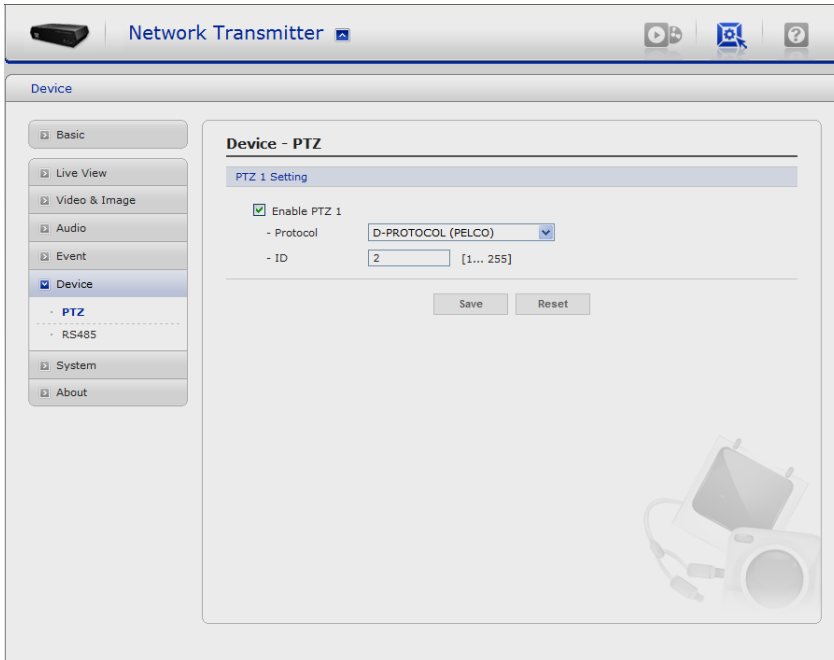 Network Transmitter
Device
Basic
Live View
Video & Image
Audio
Event
Device
PTZ
RS485
System
About
Device - PTZ
PTZ 1 Setting
Enable PTZ 1
- Protocol D-PROTOCOL (PELCO)
- ID 2 [1... 255]
Save Reset